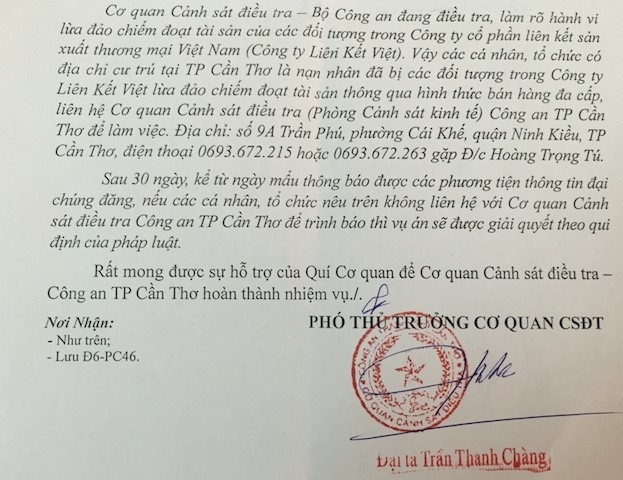 Cơ quan Cảnh sát điều tra – Bộ Công an đang điều tra, làm rõ hành vi
lừa đảo chiếm đoạt tài sản của các đối tượng trong Công ty cổ phần liên kết sản
xuất thương mại Việt Nam (Công ty Liên Kết Việt). Vậy các cá nhân, tổ chức có
địa chỉ cư trú tại TP Cần Thơ là nạn nhân đã bị các đối tượng trong Công ty
Liên Kết Việt lừa đảo chiếm đoạt tài sản thông qua hình thức bán hàng đa cấp,
liên hệ Cơ quan Cảnh sát điều tra (Phòng Cảnh sát kinh tế) Công an TP Cần
Thơ để làm việc. Địa chỉ: số 9A Trần Phú, phường Cái Khế, quận Ninh Kiều, TP
Cần Thơ, điện thoại 0693.672.215 hoặc 0693.672.263 gặp Đ/c Hoàng Trọng Tú.
Sau 30 ngày, kể từ ngày mẩu thông báo được các phương tiện thông tin đại
chúng đăng, nếu các cá nhân, tổ chức nêu trên không liên hệ với Cơ quan Cảnh
sát điều tra Công an TP Cần Thơ để trình báo thì vụ án sẽ được giải quyết theo qui
định của pháp luật.
Rất mong được sự hỗ trợ của Quí Cơ quan để Cơ quan Cảnh sát điều tra –
Công an TP Cần Thơ hoàn thành nhiệm vụ./.
Nơi Nhận:
- Như trên;
- Lưu Đ6-PC46.
PHÓ THỦ TRƯỞNG CƠ QUAN CSĐT
CƠ QUAN CẢNH SÁT ĐIỀU
Đại tá Trần Thanh Chàng